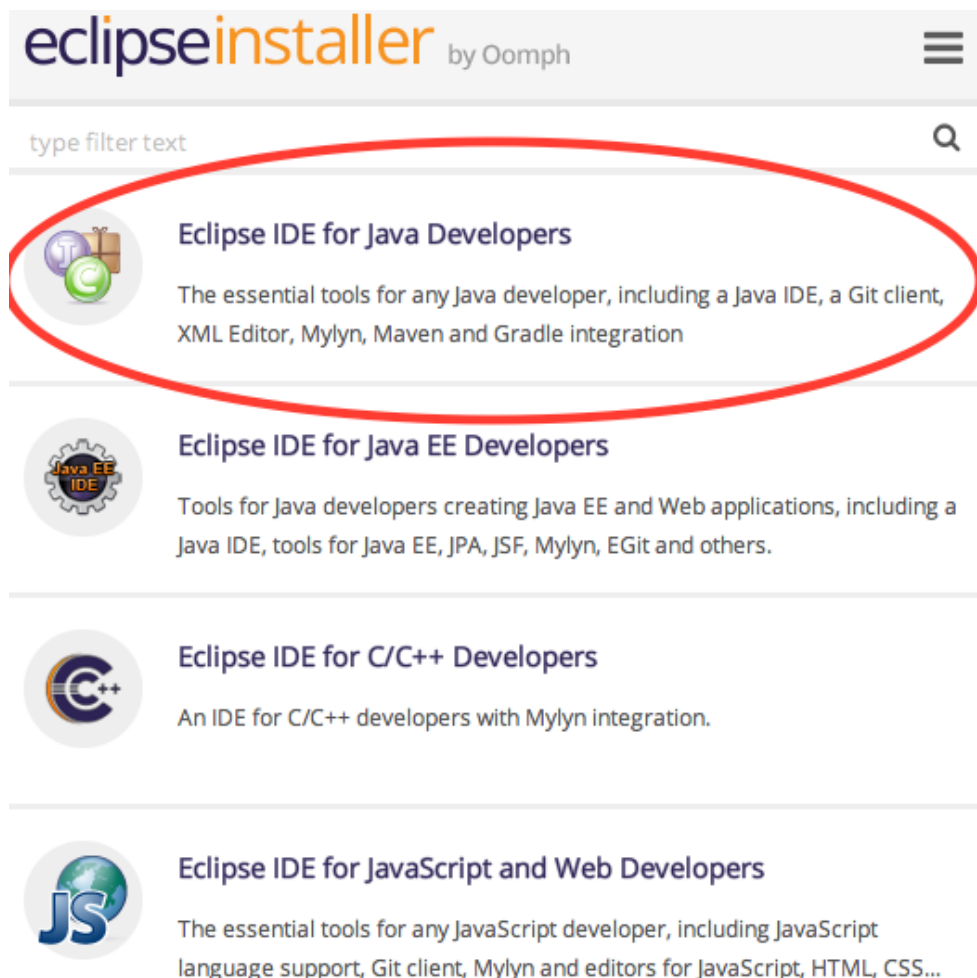 eclipseinstaller by Oomph
type filter text
Eclipse IDE for Java Developers
The essential tools for any Java developer, including a Java IDE, a Git client,
XML Editor, Mylyn, Maven and Gradle integration
Eclipse IDE for Java EE Developers
Java EE
IDE
Tools for Java developers creating Java EE and Web applications, including a
Java IDE, tools for Java EE, JPA, JSF, Mylyn, EGit and others.
Eclipse IDE for C/C++ Developers
C++
An IDE for C/C++ developers with Mylyn integration.
Eclipse IDE for JavaScript and Web Developers
JS
The essential tools for any JavaScript developer, including JavaScript
language support, Git client, Mylyn and editors for JavaScript, HTML, CSS...